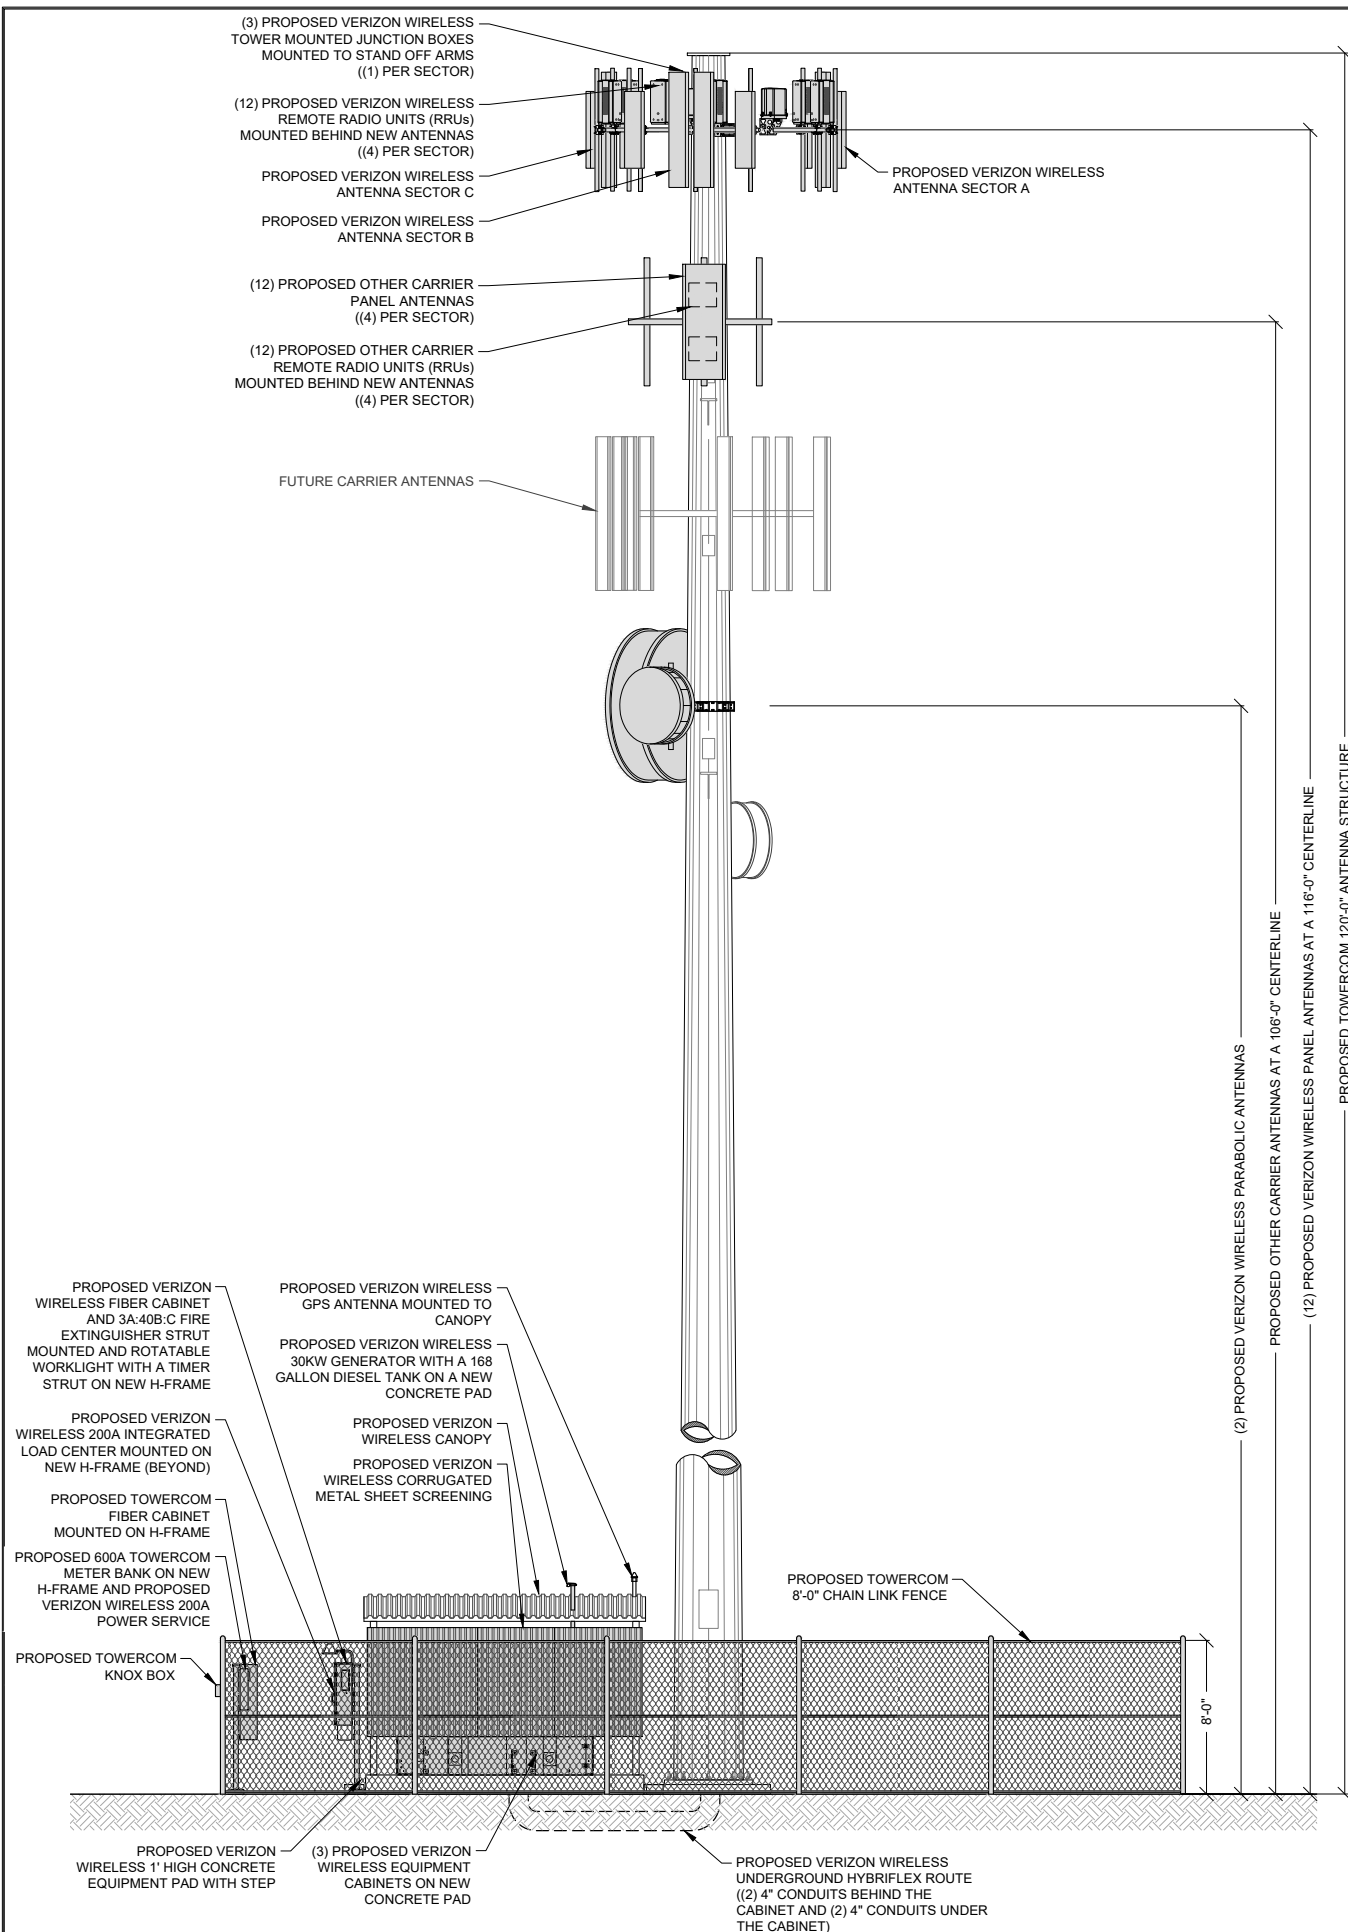 (3) PROPOSED VERIZON WIRELESS
TOWER MOUNTED JUNCTION BOXES
MOUNTED TO STAND OFF ARMS
((1) PER SECTOR)
(12) PROPOSED VERIZON WIRELESS
REMOTE RADIO UNITS (RRUs)
MOUNTED BEHIND NEW ANTENNAS
((4) PER SECTOR)
PROPOSED VERIZON WIRELESS
ANTENNA SECTOR C
PROPOSED VERIZON WIRELESS
ANTENNA SECTOR A
PROPOSED VERIZON WIRELESS
ANTENNA SECTOR B
(12) PROPOSED OTHER CARRIER
PANEL ANTENNAS
((4) PER SECTOR)
(12) PROPOSED OTHER CARRIER
REMOTE RADIO UNITS (RRUs)
MOUNTED BEHIND NEW ANTENNAS
((4) PER SECTOR)
FUTURE CARRIER ANTENNAS
(2) PROPOSED VERIZON WIRELESS PARABOLIC ANTENNAS
PROPOSED OTHER CARRIER ANTENNAS AT A 106'-0" CENTERLINE
(12) PROPOSED VERIZON WIRELESS PANEL ANTENNAS AT A 116'-0" CENTERLINE
PROPOSED TOWERCOM 120'-0" ANTENNA STRUCTURE
PROPOSED VERIZON
WIRELESS FIBER CABINET
AND 3A:40B:C FIRE
EXTINGUISHER STRUT
MOUNTED AND ROTATABLE
WORKLIGHT WITH A TIMER
STRUT ON NEW H-FRAME
PROPOSED VERIZON
WIRELESS 200A INTEGRATED
LOAD CENTER MOUNTED ON
NEW H-FRAME (BEYOND)
PROPOSED TOWERCOM
FIBER CABINET
MOUNTED ON H-FRAME
PROPOSED 600A TOWERCOM
METER BANK ON NEW
H-FRAME AND PROPOSED
VERIZON WIRELESS 200A
POWER SERVICE
PROPOSED TOWERCOM
KNOX BOX
PROPOSED VERIZON WIRELESS
GPS ANTENNA MOUNTED TO
CANOPY
PROPOSED VERIZON WIRELESS
30KW GENERATOR WITH A 168
GALLON DIESEL TANK ON A NEW
CONCRETE PAD
PROPOSED VERIZON
WIRELESS CANOPY
PROPOSED VERIZON
WIRELESS CORRUGATED
METAL SHEET SCREENING
PROPOSED TOWERCOM
8'-0" CHAIN LINK FENCE
8'-0"
PROPOSED VERIZON
WIRELESS 1' HIGH CONCRETE
EQUIPMENT PAD WITH STEP
(3) PROPOSED VERIZON
WIRELESS EQUIPMENT
CABINETS ON NEW
CONCRETE PAD
PROPOSED VERIZON WIRELESS
UNDERGROUND HYBRIFLEX ROUTE
((2) 4" CONDUITS BEHIND THE
CABINET AND (2) 4" CONDUITS UNDER
THE CABINET)